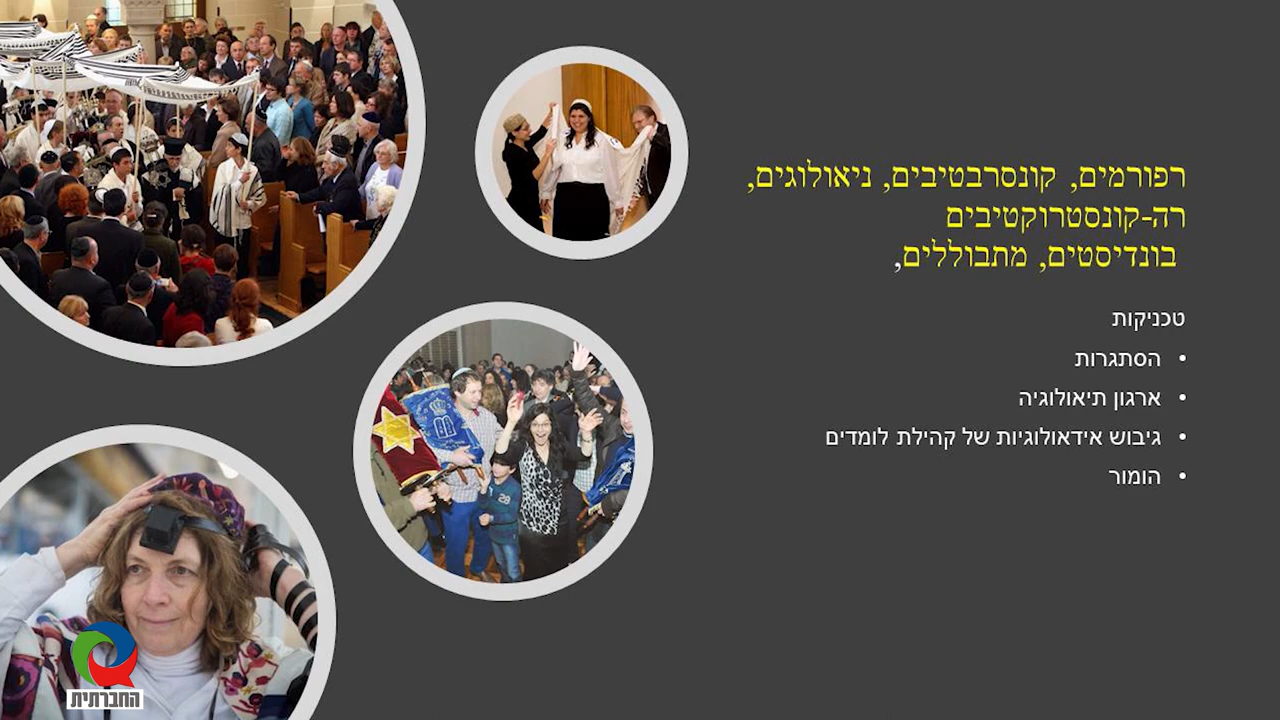 רפורמים, קונסרבטיבים, ניאולוגים,
רה-קונסטרוקטיבים
בונדיסטים, מתבוללים,
טכניקות
• הסתגרות
• ארגון תיאולוגיה
• גיבוש אידאולוגיות של קהילת לומדים
• הומור
החברתית